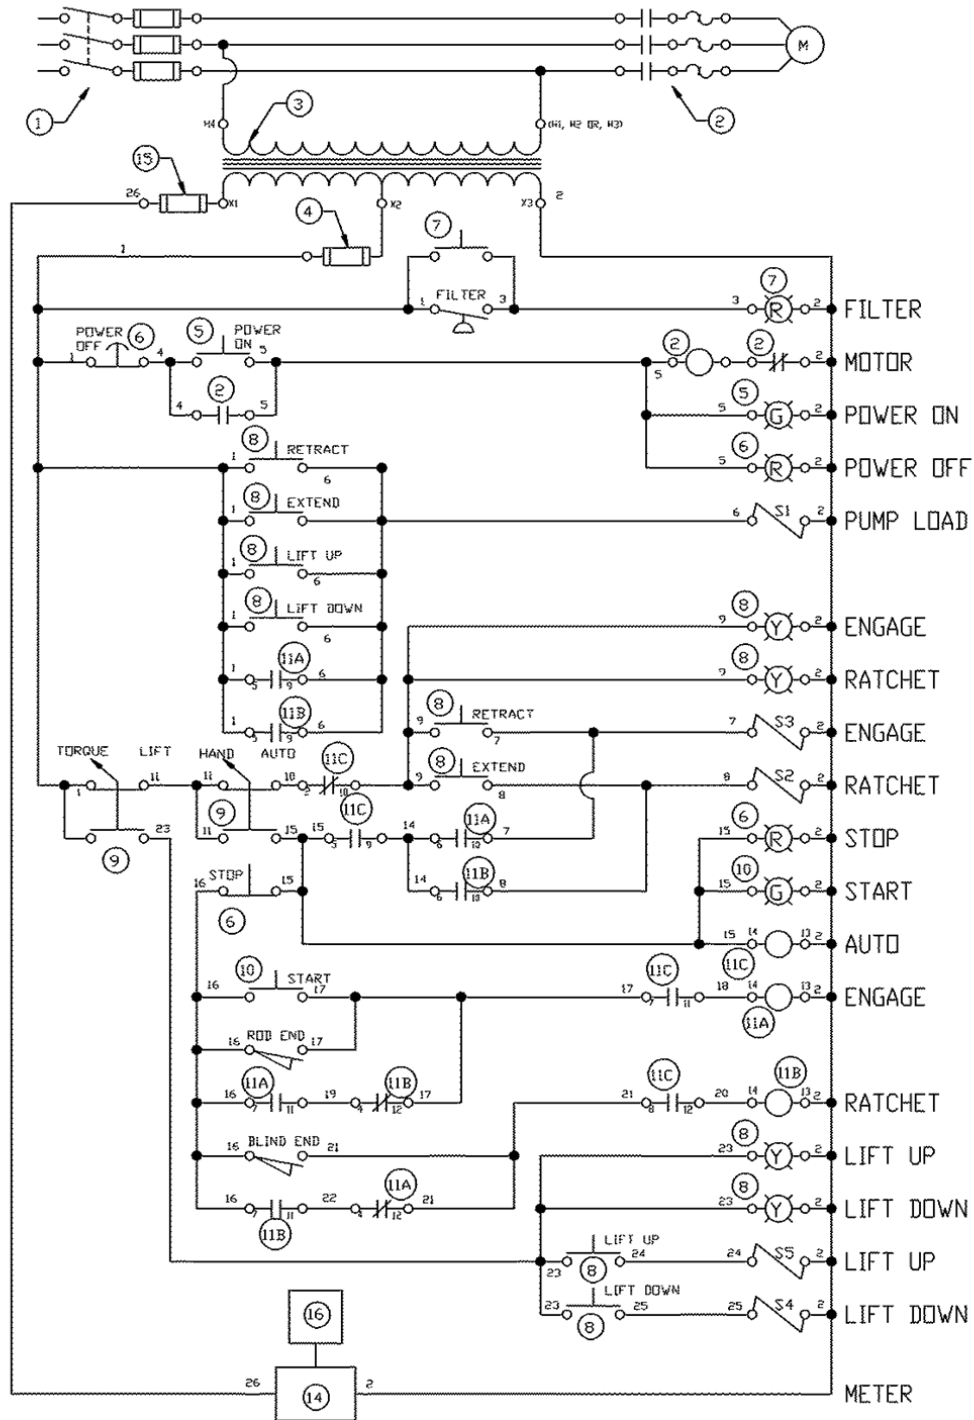 M
1
2
3
H4
(H1, H2 OR, H3)
15
26
X1
X2
X3
2
4
1
7
7
1
FILTER
3
3
R
2
FILTER
POWER
OFF
6
5
POWER
ON
1
4
5
2
5
2
2
MOTOR
2
4
5
5
5
G
2
POWER ON
6
5
R
2
POWER OFF
8
1
RETRACT
6
8
1
EXTEND
6
S1
2
PUMP LOAD
8
1
LIFT UP
6
8
1
LIFT DOWN
6
8
9
Y
2
ENGAGE
11A
1
5
9
6
8
9
Y
2
RATCHET
11B
1
5
9
6
8
9
RETRACT
7
7
S3
2
ENGAGE
TORQUE
LIFT
HAND
AUTO
11C
8
EXTEND
1
11
11
10
2
10
9
8
8
S2
2
RATCHET
11C
9
9
23
11
15
15
5
9
14
11A
6
10
7
6
15
R
2
STOP
STOP
16
15
6
14
11B
6
10
8
10
15
G
2
START
15
14
13
2
AUTO
11C
10
16
START
17
11C
17
7
11
18
14
13
2
ENGAGE
11A
16
ROD END
17
11A
16
7
11
19
11B
4
12
17
11C
21
8
12
20
14
11B
13
2
RATCHET
16
BLIND END
21
8
23
Y
2
LIFT UP
16
7
11
11B
22
11A
4
12
21
8
23
Y
2
LIFT DOWN
LIFT UP
23
8
24
24
S5
2
LIFT UP
LIFT DOWN
23
8
25
25
S4
2
LIFT DOWN
16
26
14
2
METER